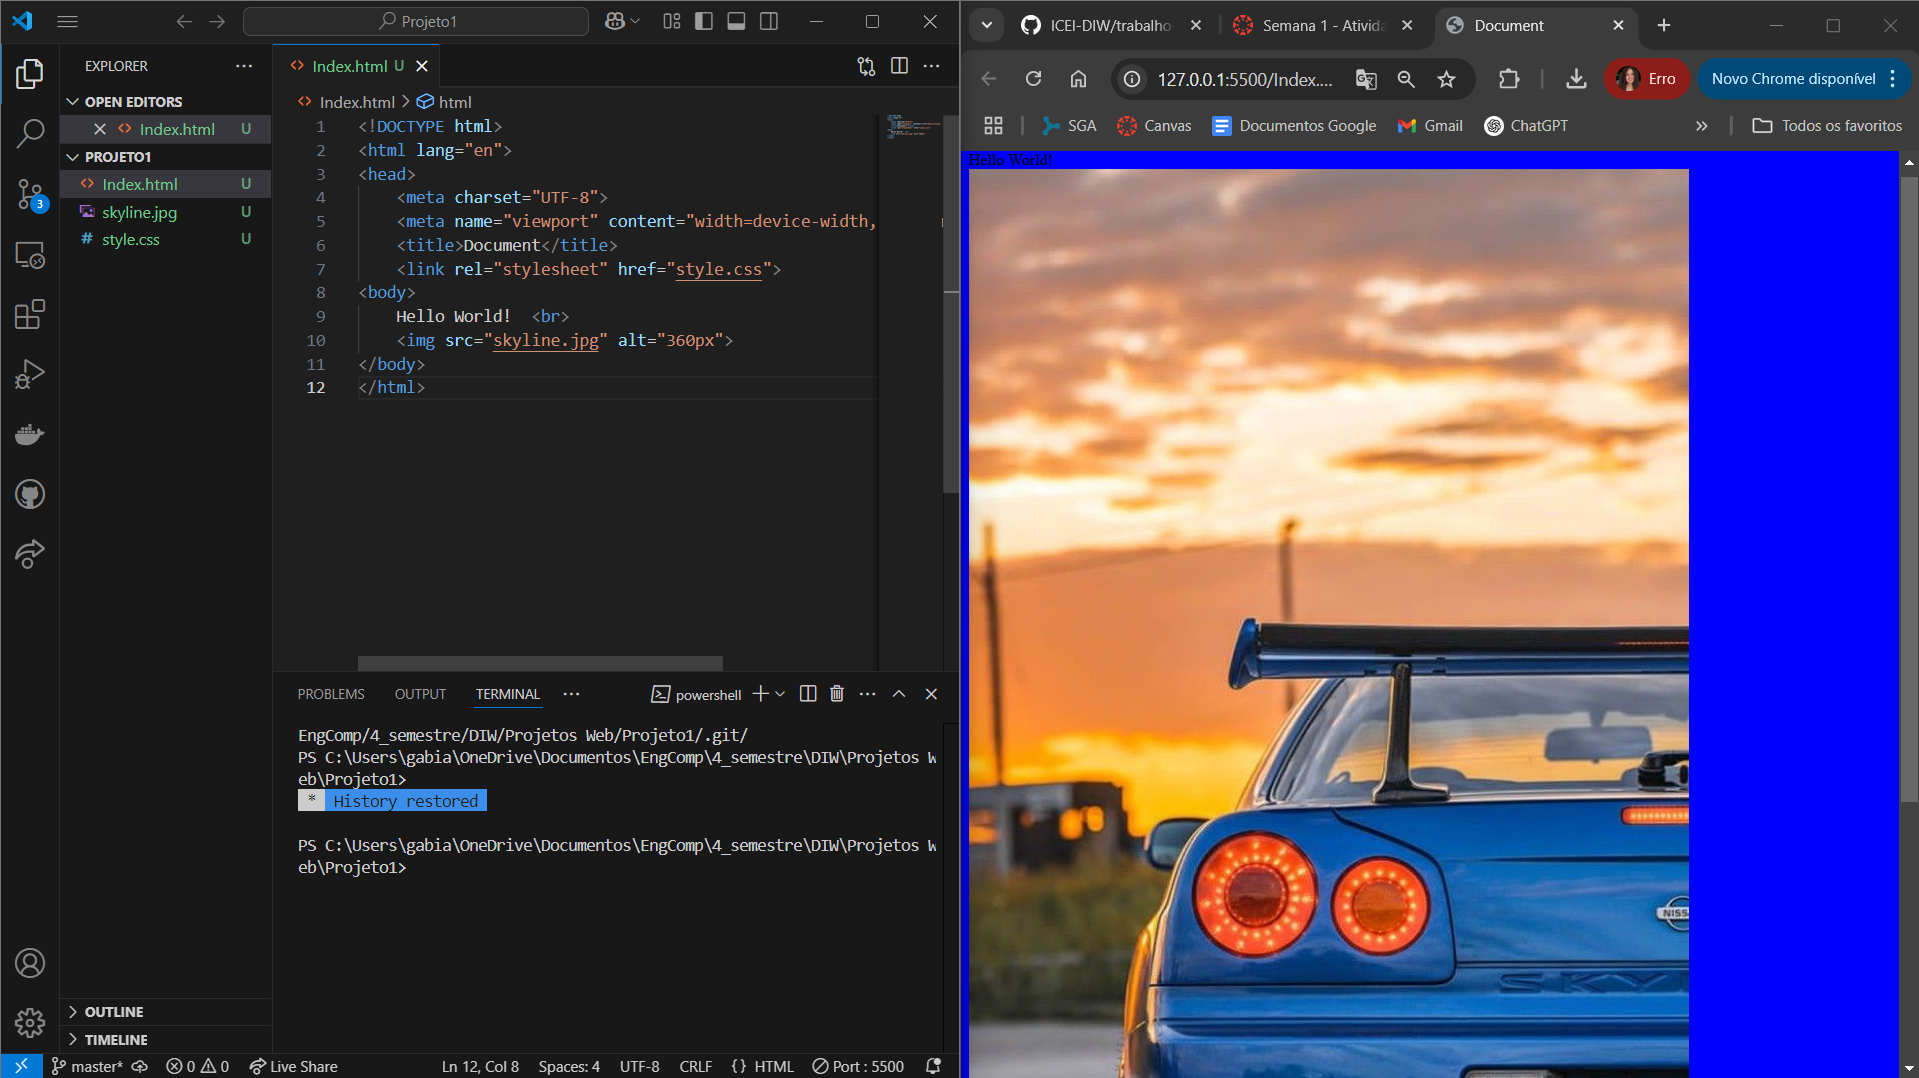 Projeto1
EXPLORER
OPEN EDITORS
Index.html U
PROJETO1
Index.html U
skyline.jpg U
style.css U
3
OUTLINE
TIMELINE
Index.html U
Index.html > html
1 <!DOCTYPE html>
2 <html lang="en">
3 <head>
4 <meta charset="UTF-8">
5 <meta name="viewport" content="width=device-width,
6 <title>Document</title>
7 <link rel="stylesheet" href="style.css">
8 <body>
9 Hello World!  <br>
10 <img src="skyline.jpg" alt="360px">
11 </body>
12 </html>
PROBLEMS OUTPUT TERMINAL powershell
EngComp/4_semestre/DIW/Projetos Web/Projeto1/.git/
PS C:\Users\gabia\OneDrive\Documentos\EngComp\4_semestre\DIW\Projetos W
eb\Projeto1>
* History restored
PS C:\Users\gabia\OneDrive\Documentos\EngComp\4_semestre\DIW\Projetos W
eb\Projeto1>
master* 0 0 Live Share Ln 12, Col 8 Spaces: 4 UTF-8 CRLF {} HTML Port : 5500
ICEI-DIW/trabalho Semana 1 - Ativida Document
127.0.0.1:5500/Index.... Erro Novo Chrome disponível
SGA Canvas Documentos Google Gmail ChatGPT Todos os favoritos
Hello World!
NISS
SKYL